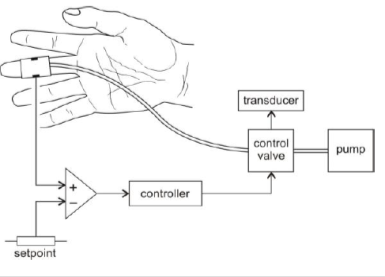 transducer
control
valve
pump
+
−
controller
setpoint